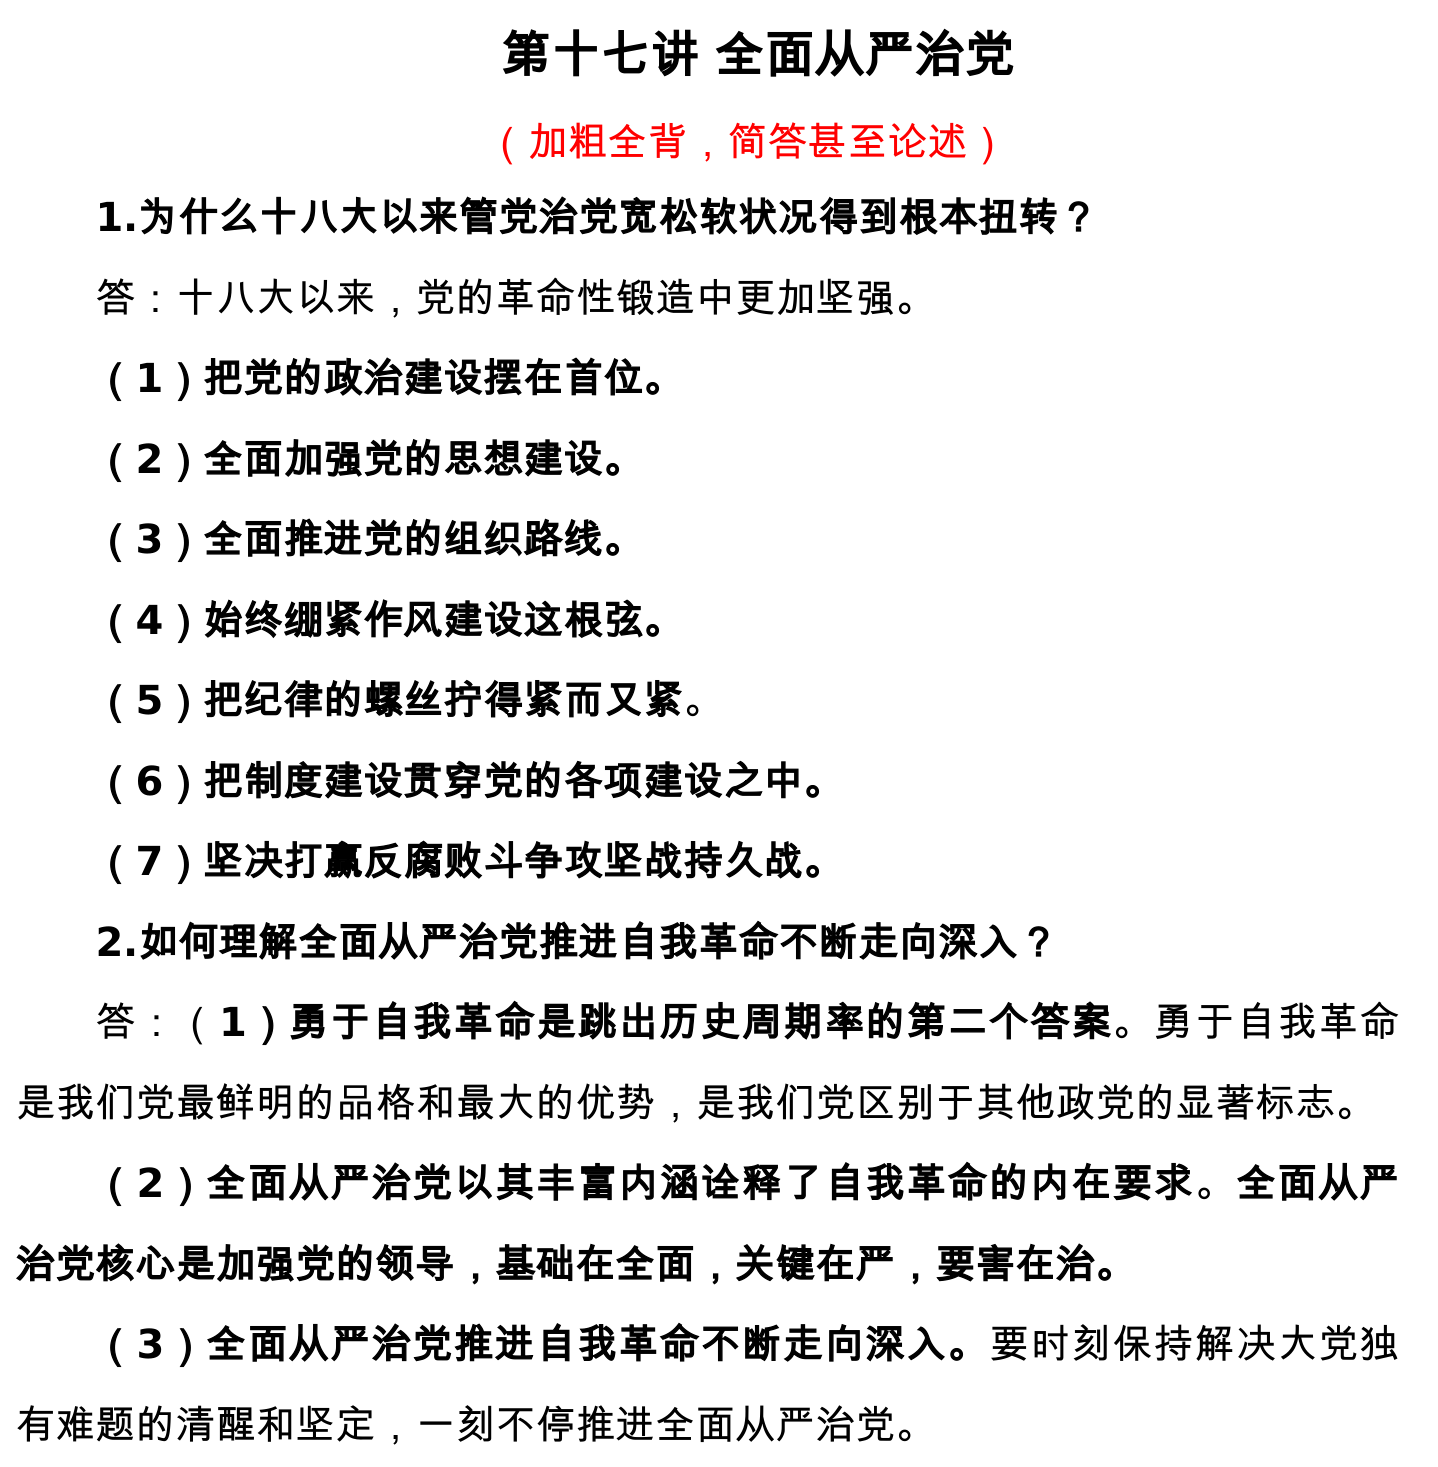 第十七讲 全面从严治党
（加粗全背，简答甚至论述）
1.为什么十八大以来管党治党宽松软状况得到根本扭转？
答：十八大以来，党的革命性锻造中更加坚强。
（1）把党的政治建设摆在首位。
（2）全面加强党的思想建设。
（3）全面推进党的组织路线。
（4）始终绷紧作风建设这根弦。
（5）把纪律的螺丝拧得紧而又紧。
（6）把制度建设贯穿党的各项建设之中。
（7）坚决打赢反腐败斗争攻坚战持久战。
2.如何理解全面从严治党推进自我革命不断走向深入？
答：（1）勇于自我革命是跳出历史周期率的第二个答案。勇于自我革命
是我们党最鲜明的品格和最大的优势，是我们党区别于其他政党的显著标志。
（2）全面从严治党以其丰富内涵诠释了自我革命的内在要求。全面从严
治党核心是加强党的领导，基础在全面，关键在严，要害在治。
（3）全面从严治党推进自我革命不断走向深入。要时刻保持解决大党独
有难题的清醒和坚定，一刻不停推进全面从严治党。